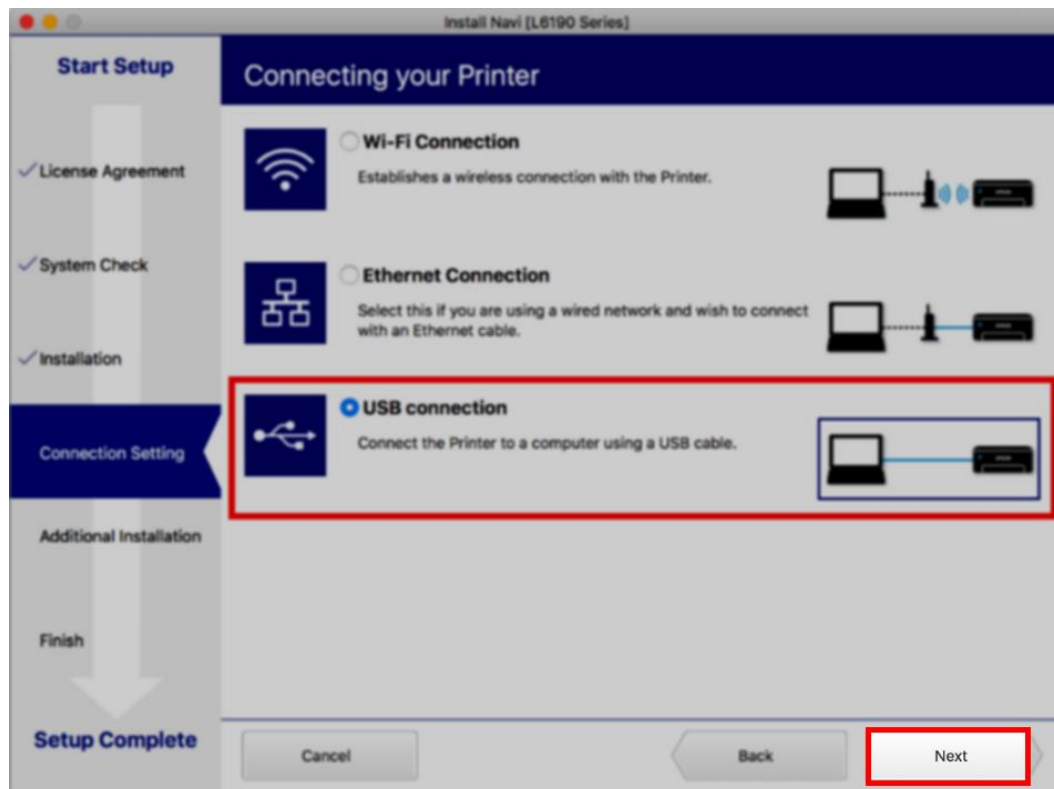 Install Navi [L6190 Series]
Start Setup
License Agreement
System Check
Installation
Connection Setting
Additional Installation
Finish
Setup Complete
Connecting your Printer
Wi-Fi Connection
Establishes a wireless connection with the Printer.
Ethernet Connection
Select this if you are using a wired network and wish to connect
with an Ethernet cable.
USB connection
Connect the Printer to a computer using a USB cable.
Cancel
Back
Next